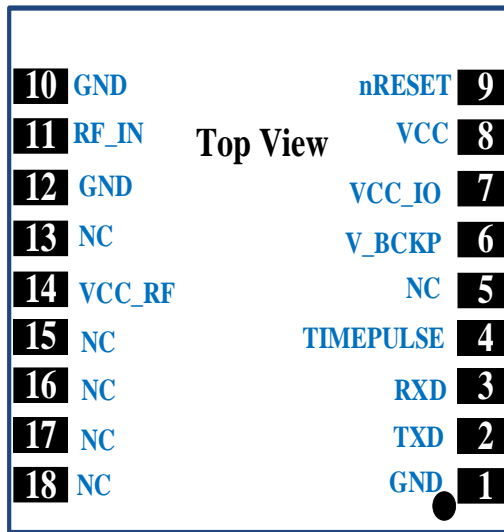 10 GND nRESET 9
11 RF_IN Top View VCC 8
12 GND VCC_IO 7
13 NC V_BCKP 6
14 VCC_RF NC 5
15 NC TIMEPULSE 4
16 NC RXD 3
17 NC TXD 2
18 NC GND 1